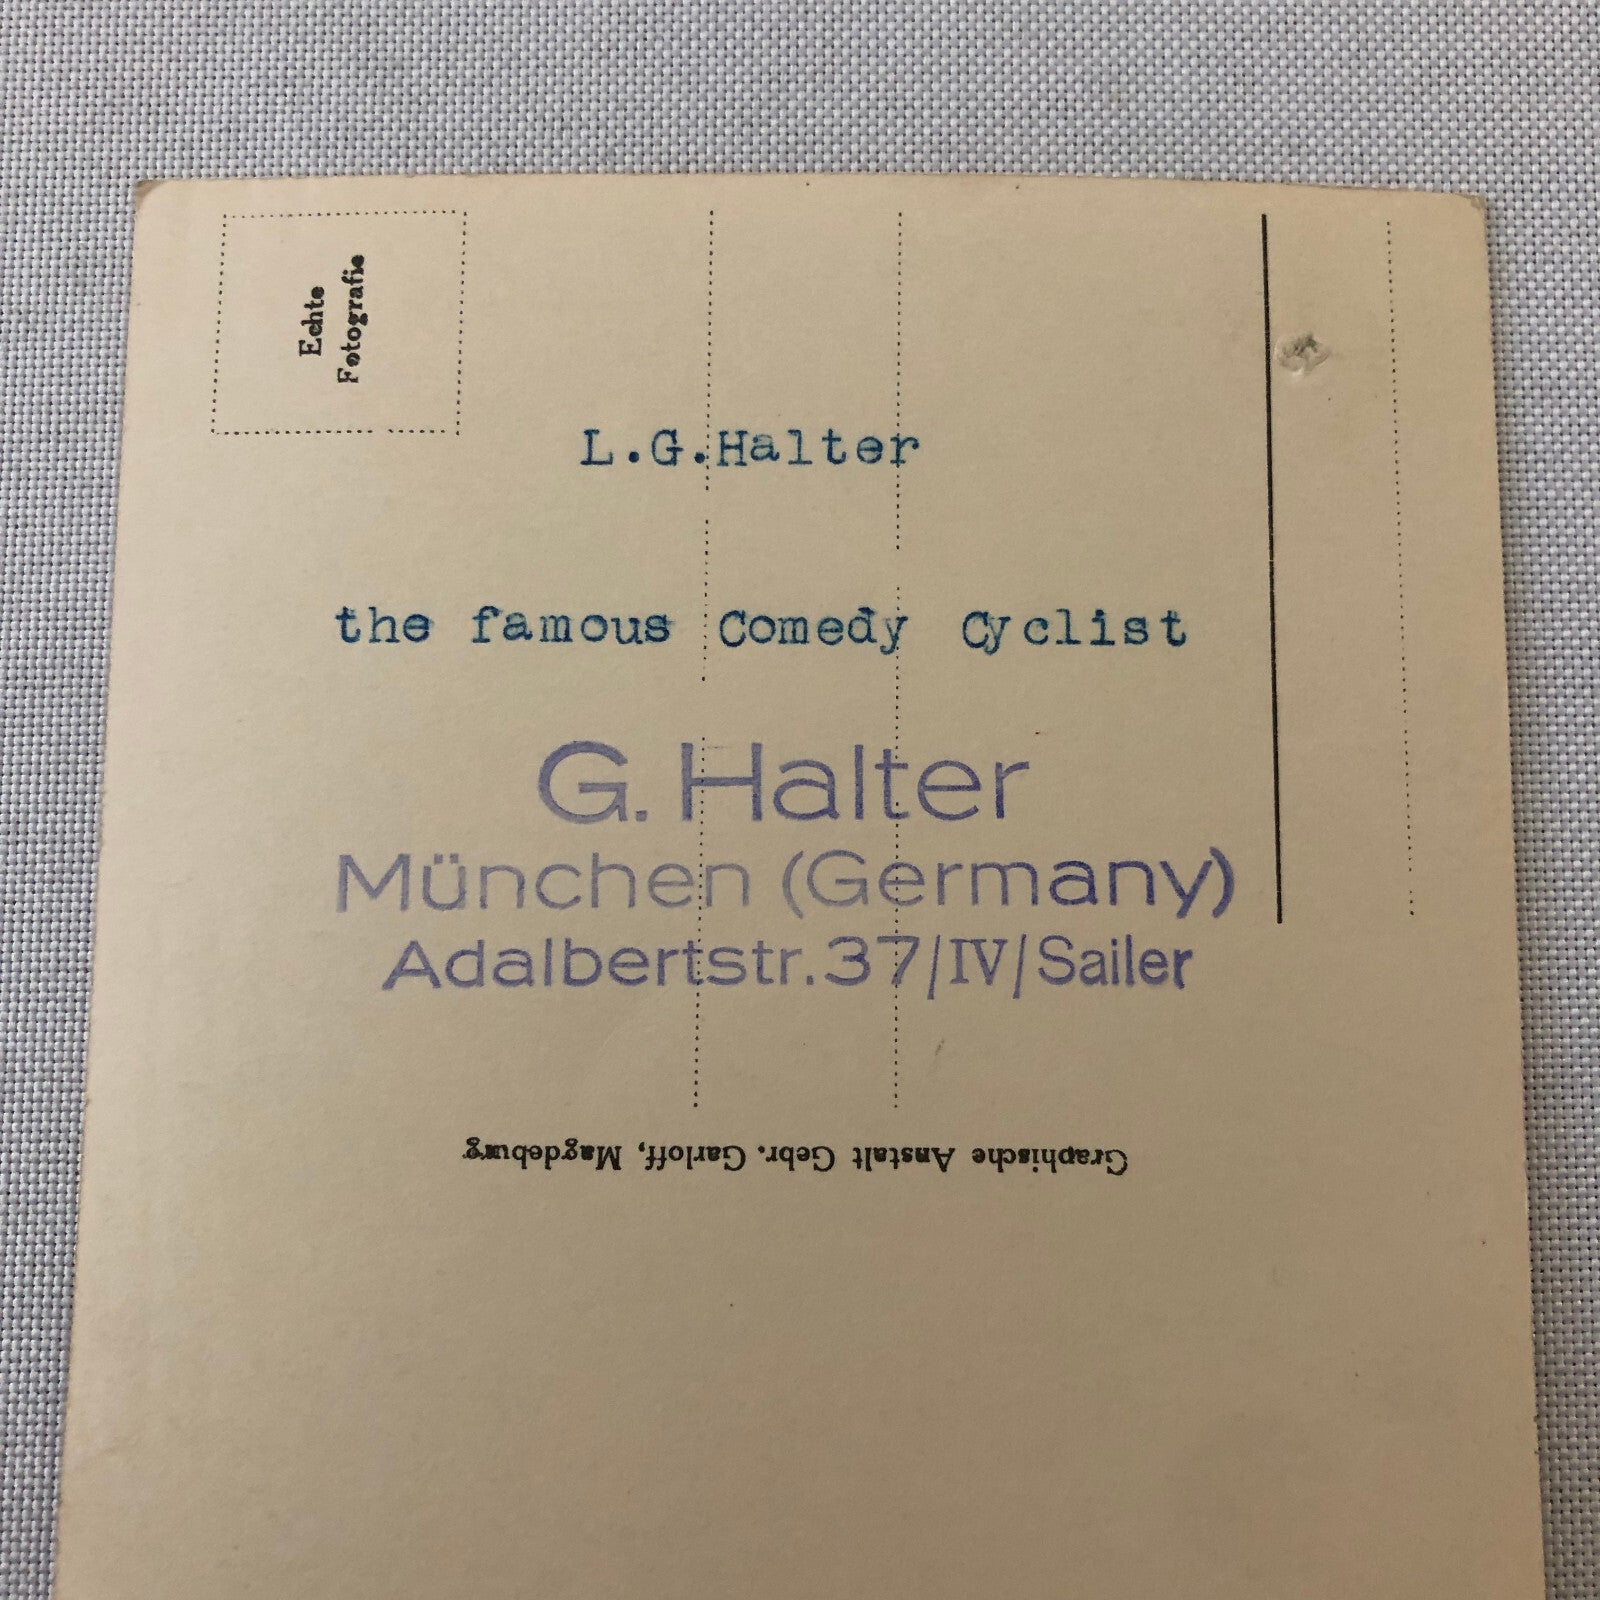 Echte
Fotografie
L.G.Halter
the famous Comedy Cyclist
G. Halter
München (Germany)
Adalbertstr.37/IV/Sailer
Graphische Anstalt Gebr. Garloff, Magdeburg